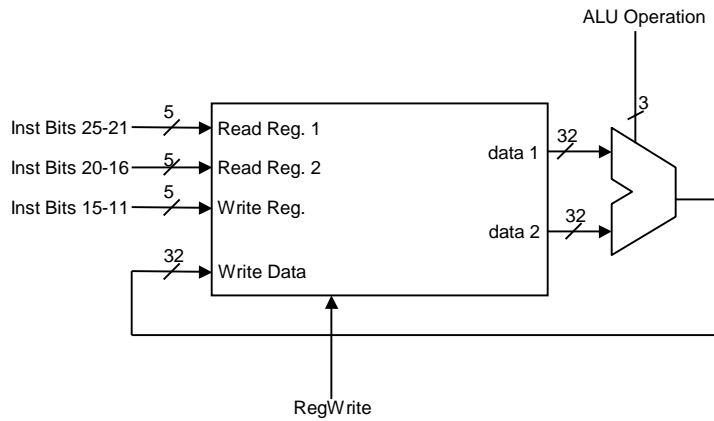 ALU Operation
3
Inst Bits 25-21
5
Read Reg. 1
Inst Bits 20-16
5
Read Reg. 2
Inst Bits 15-11
5
Write Reg.
32
Write Data
data 1
32
data 2
32
RegWrite